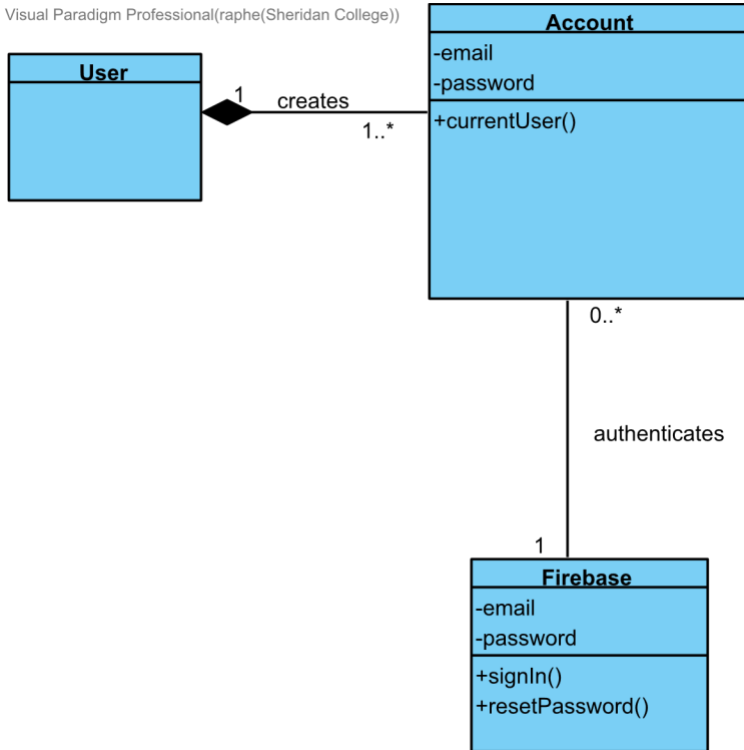 Visual Paradigm Professional(raphe(Sheridan College))
User
1
creates
1..*
Account
-email
-password
+currentUser()
0..*
authenticates
1
Firebase
-email
-password
+signIn()
+resetPassword()